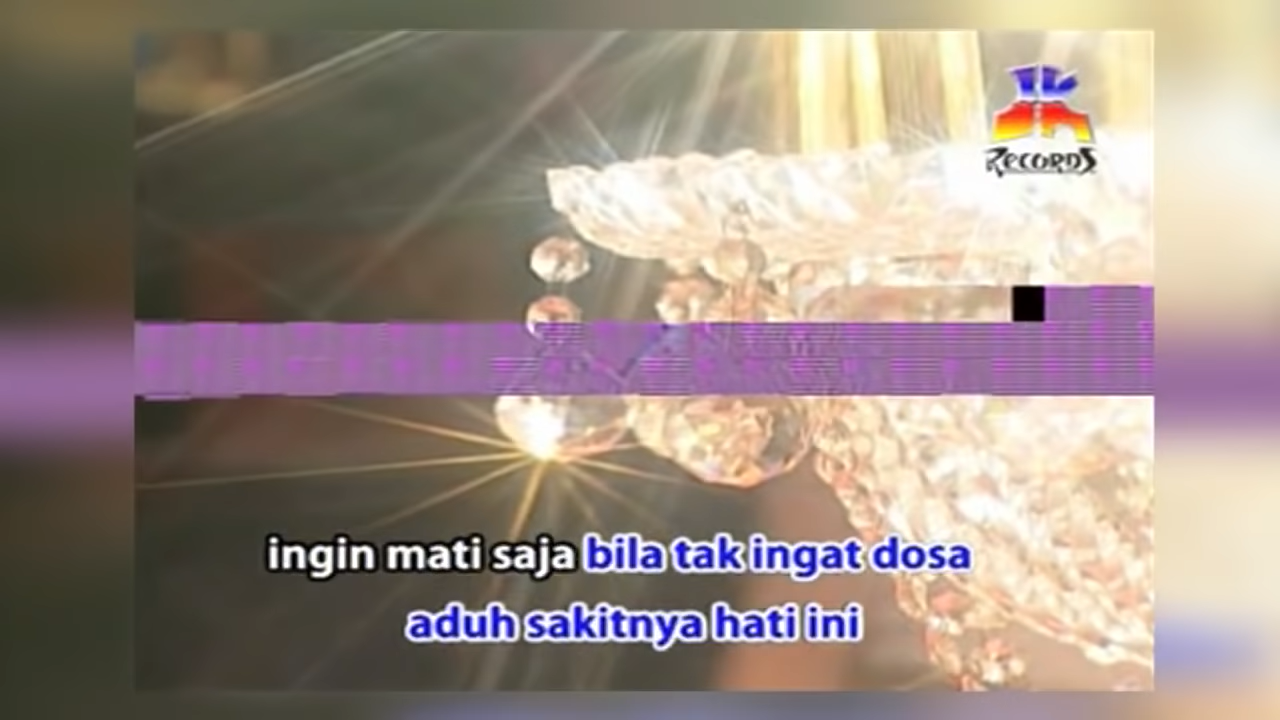 RECORDS
ingin mati saja bila tak ingat dosa
aduh sakitnya hati ini